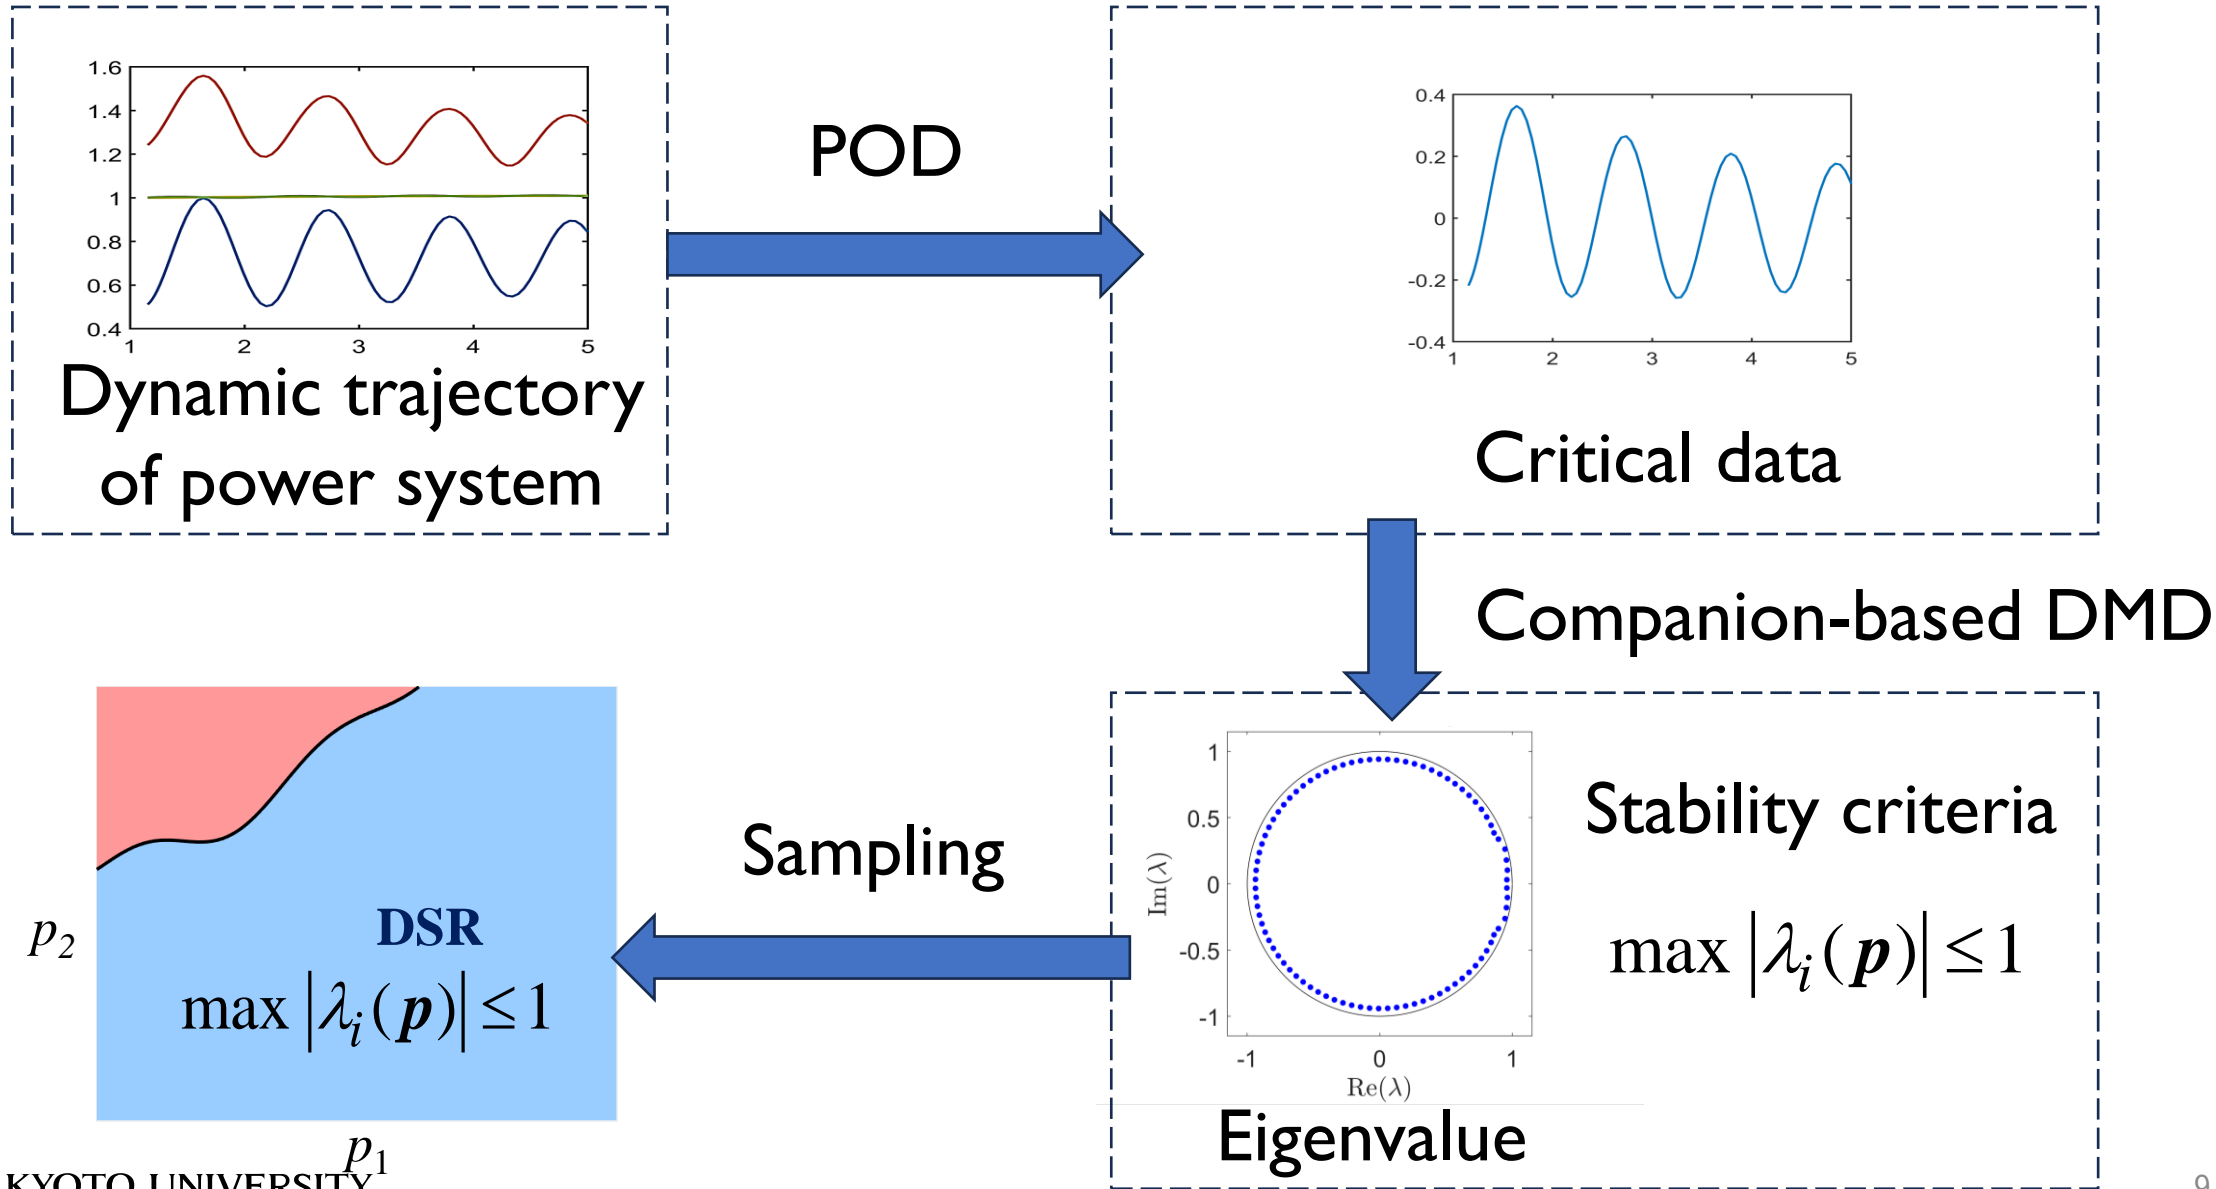 1.6
1.4
1.2
1
0.8
0.6
0.4
1 2 3 4 5
Dynamic trajectory
of power system
POD
0.4
0.2
0
-0.2
-0.4
1 2 3 4 5
Critical data
Companion-based DMD
1
0.5
0
-0.5
-1
-1 0 1
Im(λ)
Re(λ)
Eigenvalue
Stability criteria
max |λi(p)| ≤ 1
Sampling
DSR
max |λi(p)| ≤ 1
p2
p1
KYOTO UNIVERSITY
9